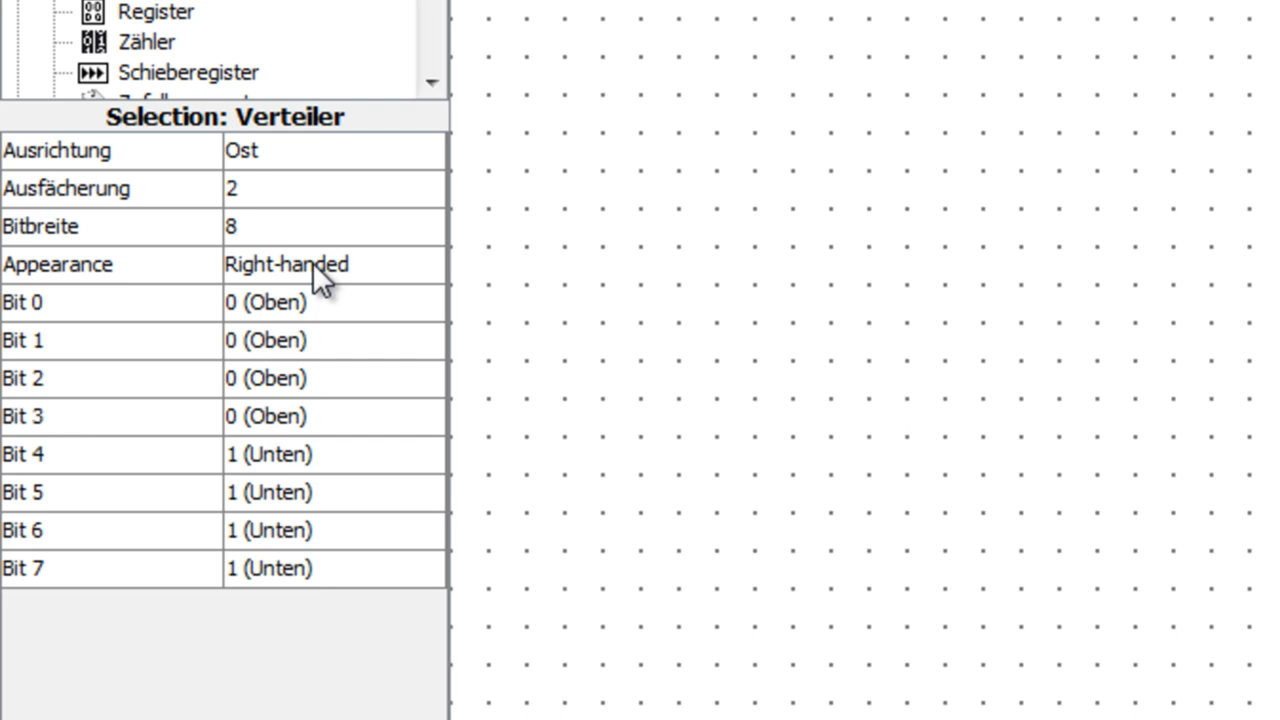 Register
Zähler
Schieberegister
Selection: Verteiler
Ausrichtung Ost
Ausfächerung 2
Bitbreite 8
Appearance Right-handed
Bit 0 0 (Oben)
Bit 1 0 (Oben)
Bit 2 0 (Oben)
Bit 3 0 (Oben)
Bit 4 1 (Unten)
Bit 5 1 (Unten)
Bit 6 1 (Unten)
Bit 7 1 (Unten)